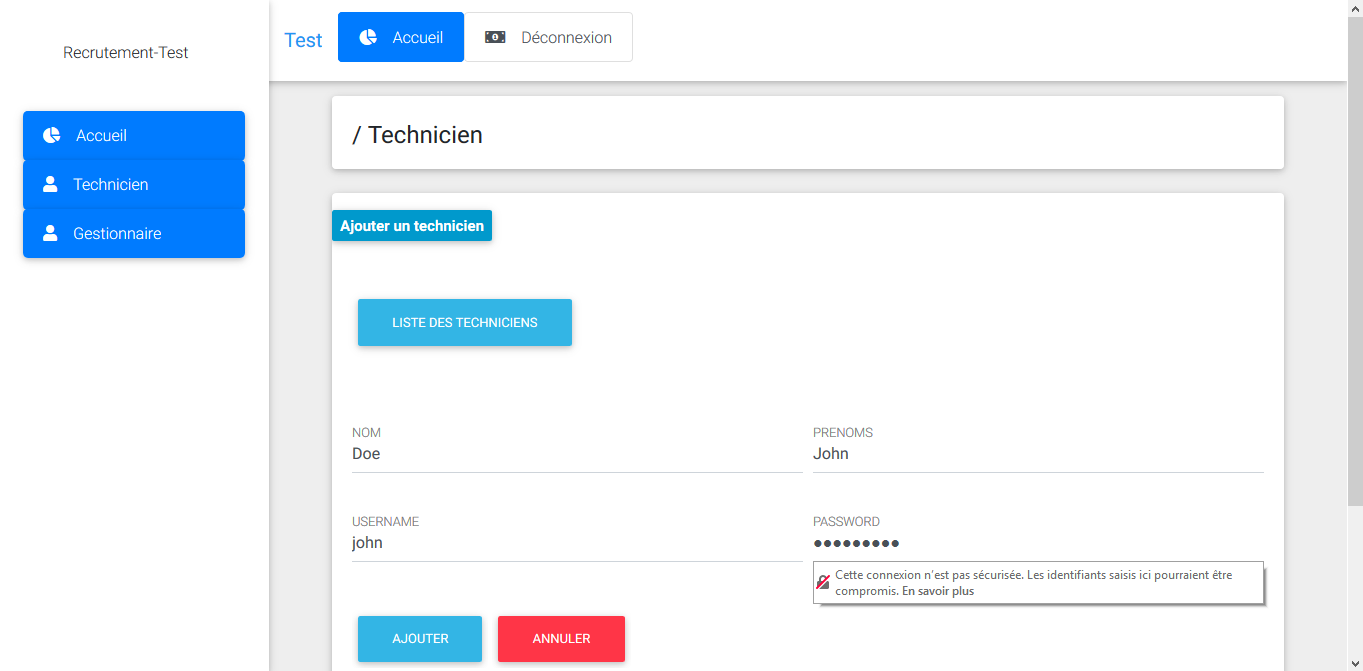 Recrutement-Test
Accueil
Technicien
Gestionnaire
Test
Accueil
Déconnexion
/ Technicien
Ajouter un technicien
LISTE DES TECHNICIENS
NOM
Doe
PRENOMS
John
USERNAME
john
PASSWORD
●●●●●●●●●
Cette connexion n'est pas sécurisée. Les identifiants saisis ici pourraient être
compromis. En savoir plus
AJOUTER
ANNULER